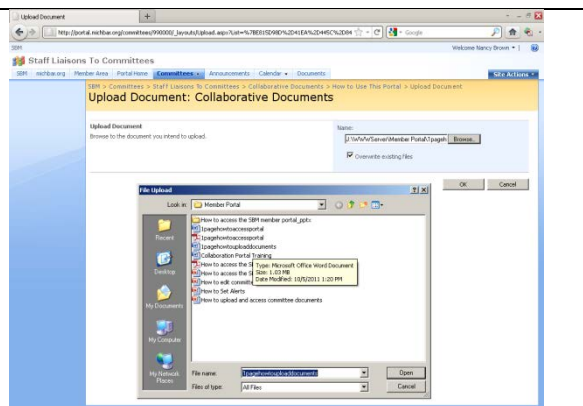 Upload Document
http://portal.michbar.org/committees/990000/_layouts/Upload.aspx?List=%7BE815D98D%2D41EA%2D445C%2D84
Google
SBM
Welcome Nancy Brown
Staff Liaisons To Committees
SBM michbar.org Member Area Portal Home Committees Announcements Calendar Documents Site Actions
SBM > Committees > Staff Liaisons To Committees > Collaborative Documents > How to Use This Portal > Upload Document
Upload Document: Collaborative Documents
Upload Document
Browse to the document you intend to upload.
Name:
J:\WWWServer\Member Portal\1pageh Browse...
Overwrite existing files
OK Cancel
File Upload
Look in: Member Portal
How to access the SBM member portal_pptx
1pagehowtoaccessportal
1pagehowtoaccessportal
1pagehowtouploaddocuments
Collaboration Portal Training
How to access the S
How to access the S
How to edit committe
How to Set Alerts
How to upload and access committee documents
Type: Microsoft Office Word Document
Size: 1.03 MB
Date Modified: 10/5/2011 1:20 PM
Recent
Desktop
My Documents
My Computer
My Network
Places
File name: 1pagehowtouploaddocuments Open
Files of type: All Files Cancel